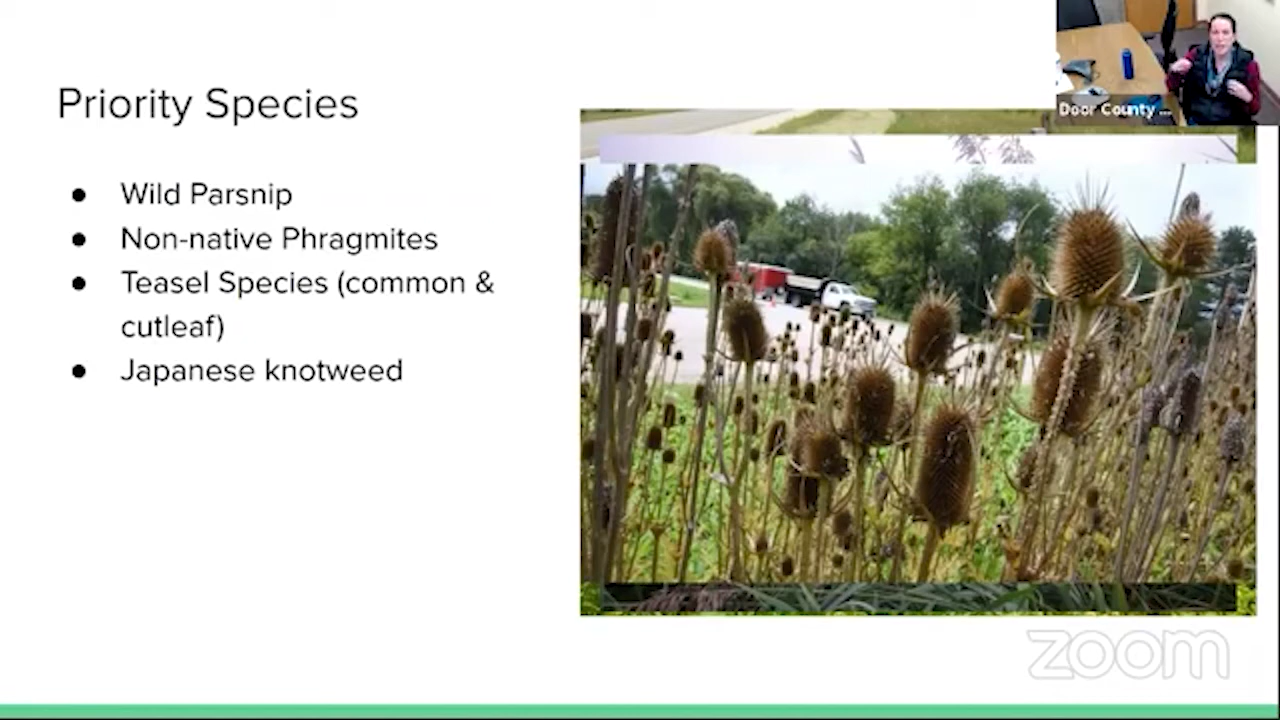 Door County ...
Priority Species
● Wild Parsnip
● Non-native Phragmites
● Teasel Species (common &
cutleaf)
● Japanese knotweed
zoom